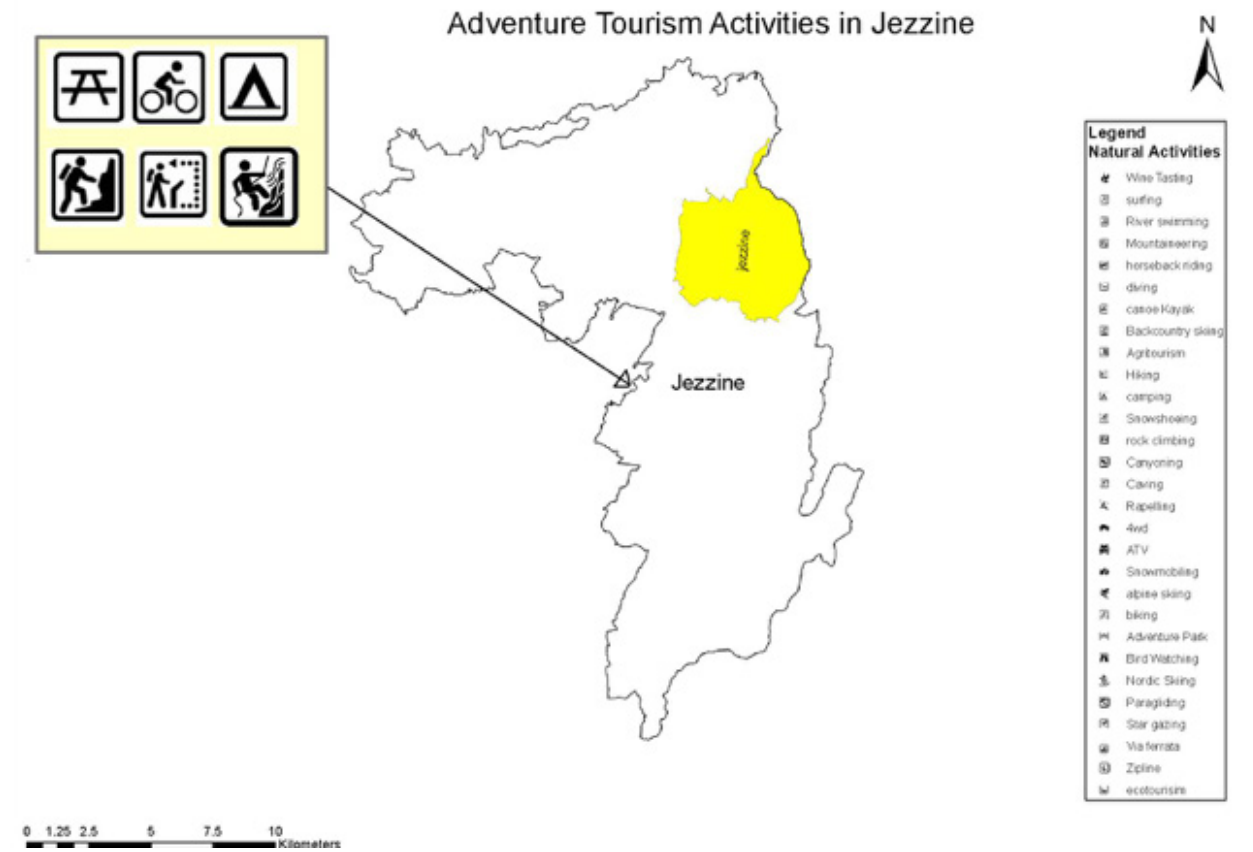 Adventure Tourism Activities in Jezzine
N
Legend
Natural Activities
Wine Tasting
surfing
River swimming
Mountaineering
horseback riding
diving
canoe Kayak
Backcountry skiing
Agritourism
Hiking
camping
Snowshoeing
rock climbing
Canyoning
Caving
Rapelling
4wd
ATV
Snowmobiling
alpine skiing
biking
Adventure Park
Bird Watching
Nordic Skiing
Paragliding
Star gazing
Via ferrata
Zipline
ecotourisim
jezzine
Jezzine
0 1.25 2.5 5 7.5 10
Kilometers